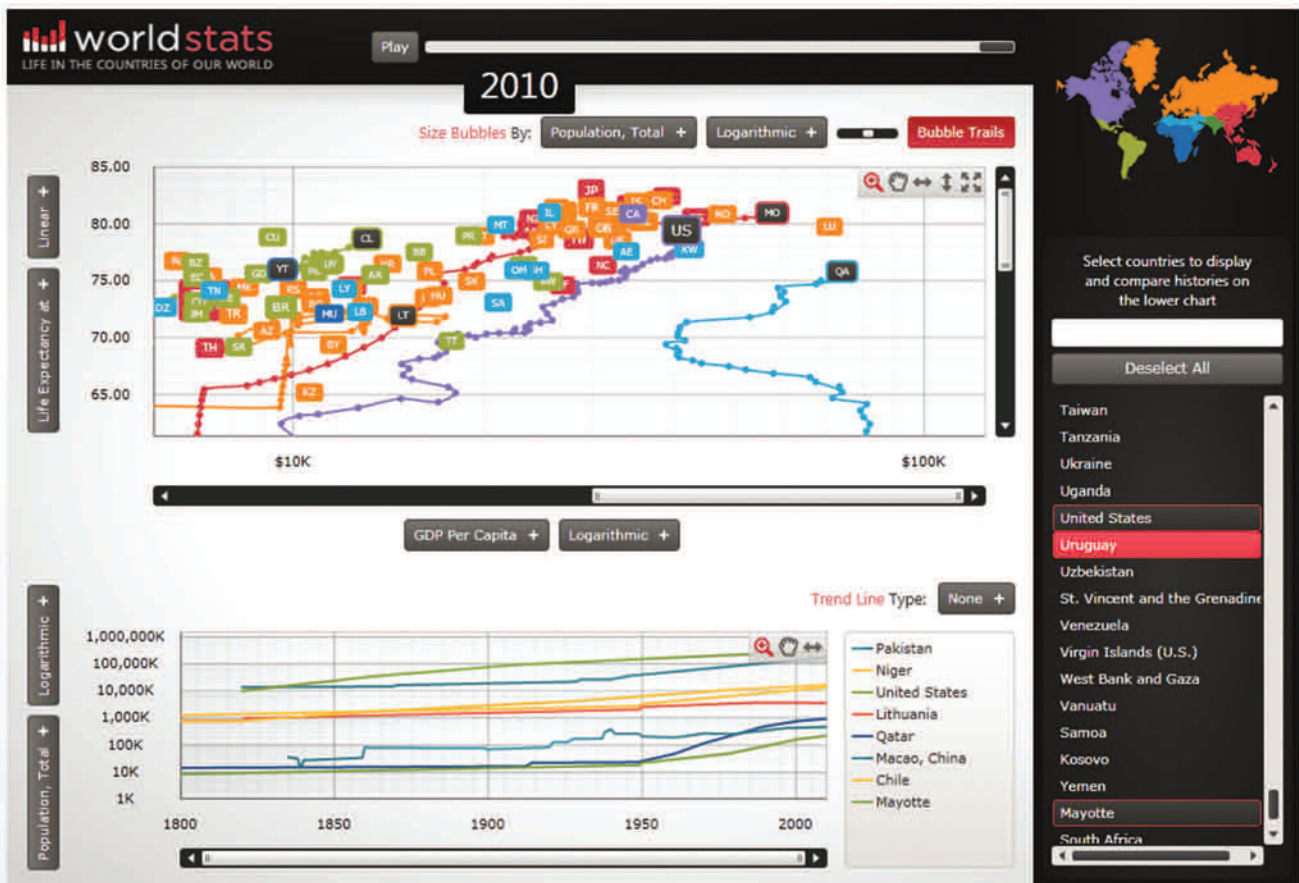 worldstats
LIFE IN THE COUNTRIES OF OUR WORLD
Play
2010
Size Bubbles By:
Population, Total +
Logarithmic +
Bubble Trails
Linear +
Life Expectancy at +
85.00
80.00
75.00
70.00
65.00
JP
CH
FR
SE
IL
CA
MT
US
MO
LU
CU
CL
PR
BB
AE
KW
BZ
GD
YT
UY
PL
SK
OM
NC
QA
TN
RS
LY
AR
HU
SA
DZ
BR
MU
LB
LT
JM
TR
AZ
TH
SR
BY
TT
KZ
$10K
$100K
GDP Per Capita +
Logarithmic +
Trend Line Type:
None +
Logarithmic +
Population, Total +
1,000,000K
100,000K
10,000K
1,000K
100K
10K
1K
1800
1850
1900
1950
2000
Pakistan
Niger
United States
Lithuania
Qatar
Macao, China
Chile
Mayotte
Select countries to display
and compare histories on
the lower chart
Deselect All
Taiwan
Tanzania
Ukraine
Uganda
United States
Uruguay
Uzbekistan
St. Vincent and the Grenadine
Venezuela
Virgin Islands (U.S.)
West Bank and Gaza
Vanuatu
Samoa
Kosovo
Yemen
Mayotte
South Africa